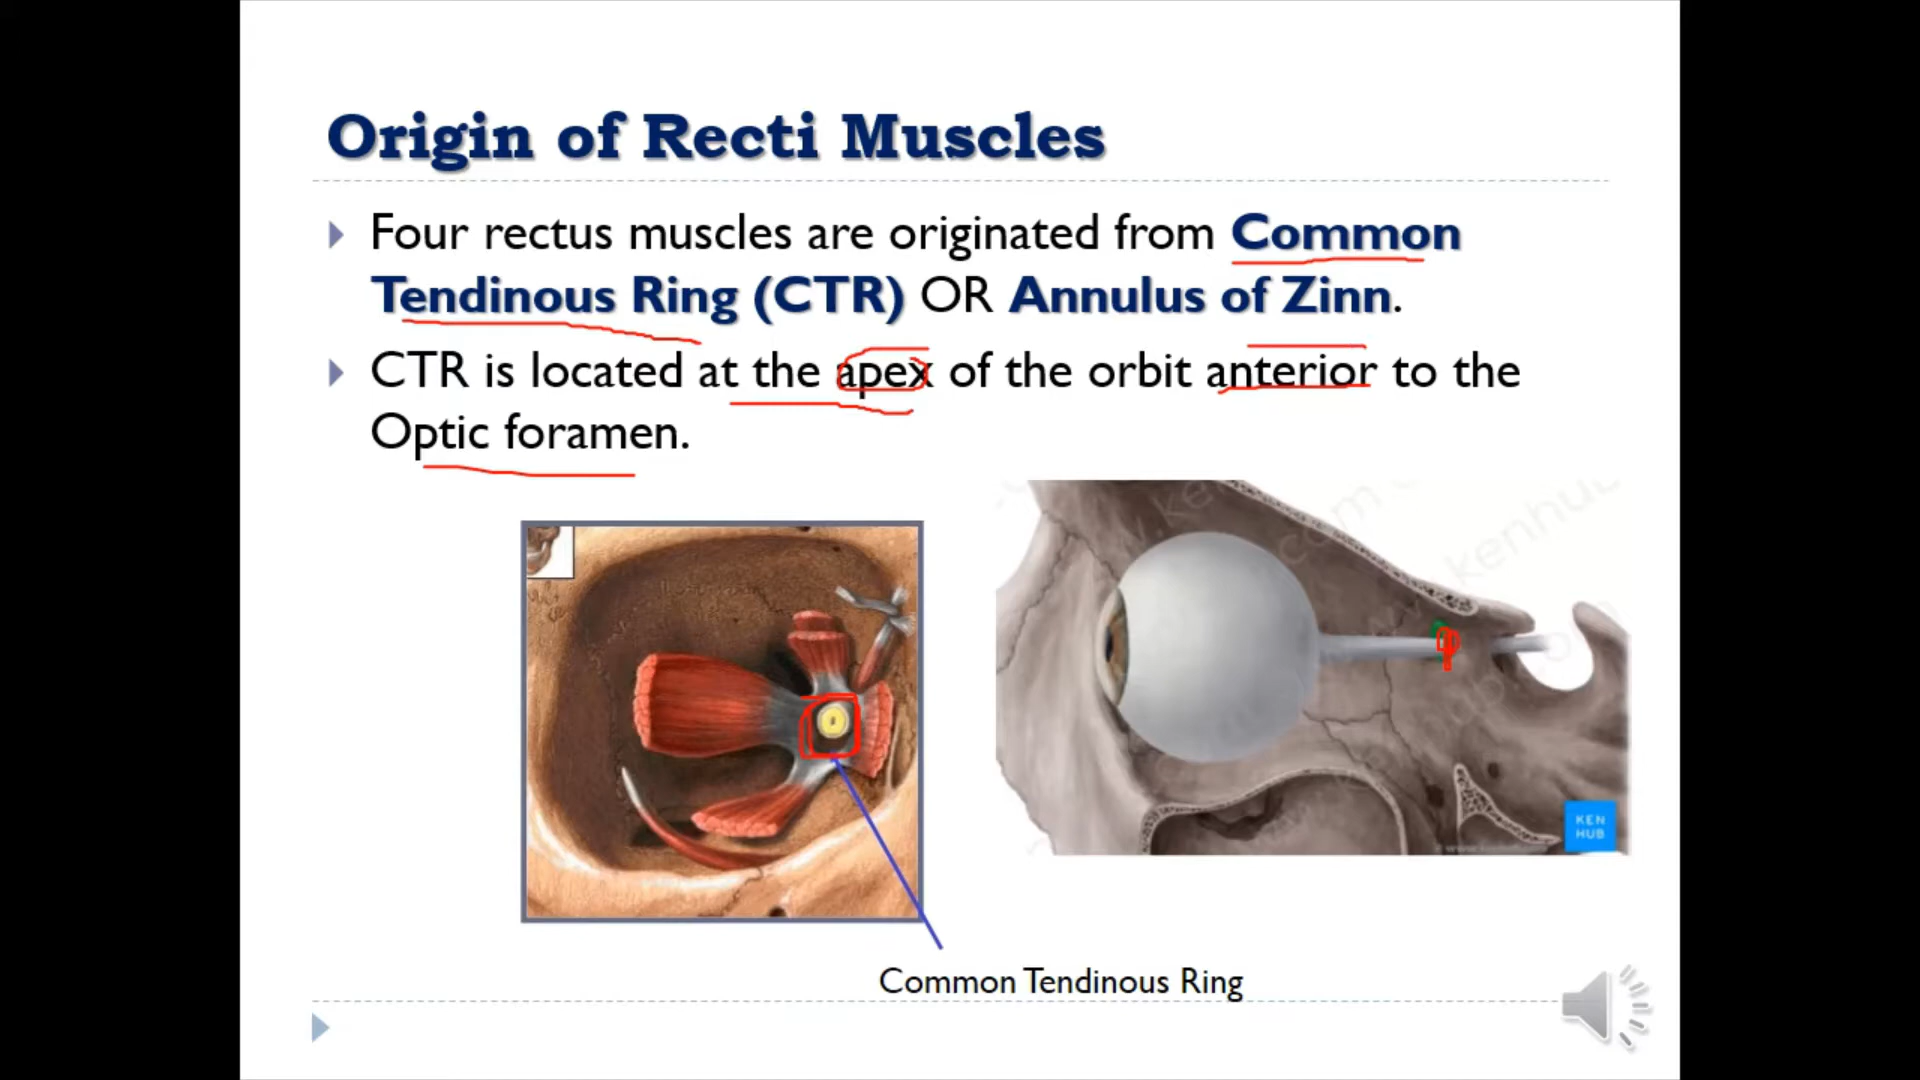 Origin of Recti Muscles
Four rectus muscles are originated from Common
Tendinous Ring (CTR) OR Annulus of Zinn.
CTR is located at the apex of the orbit anterior to the
Optic foramen.
kenhub
KEN
HUB
Common Tendinous Ring